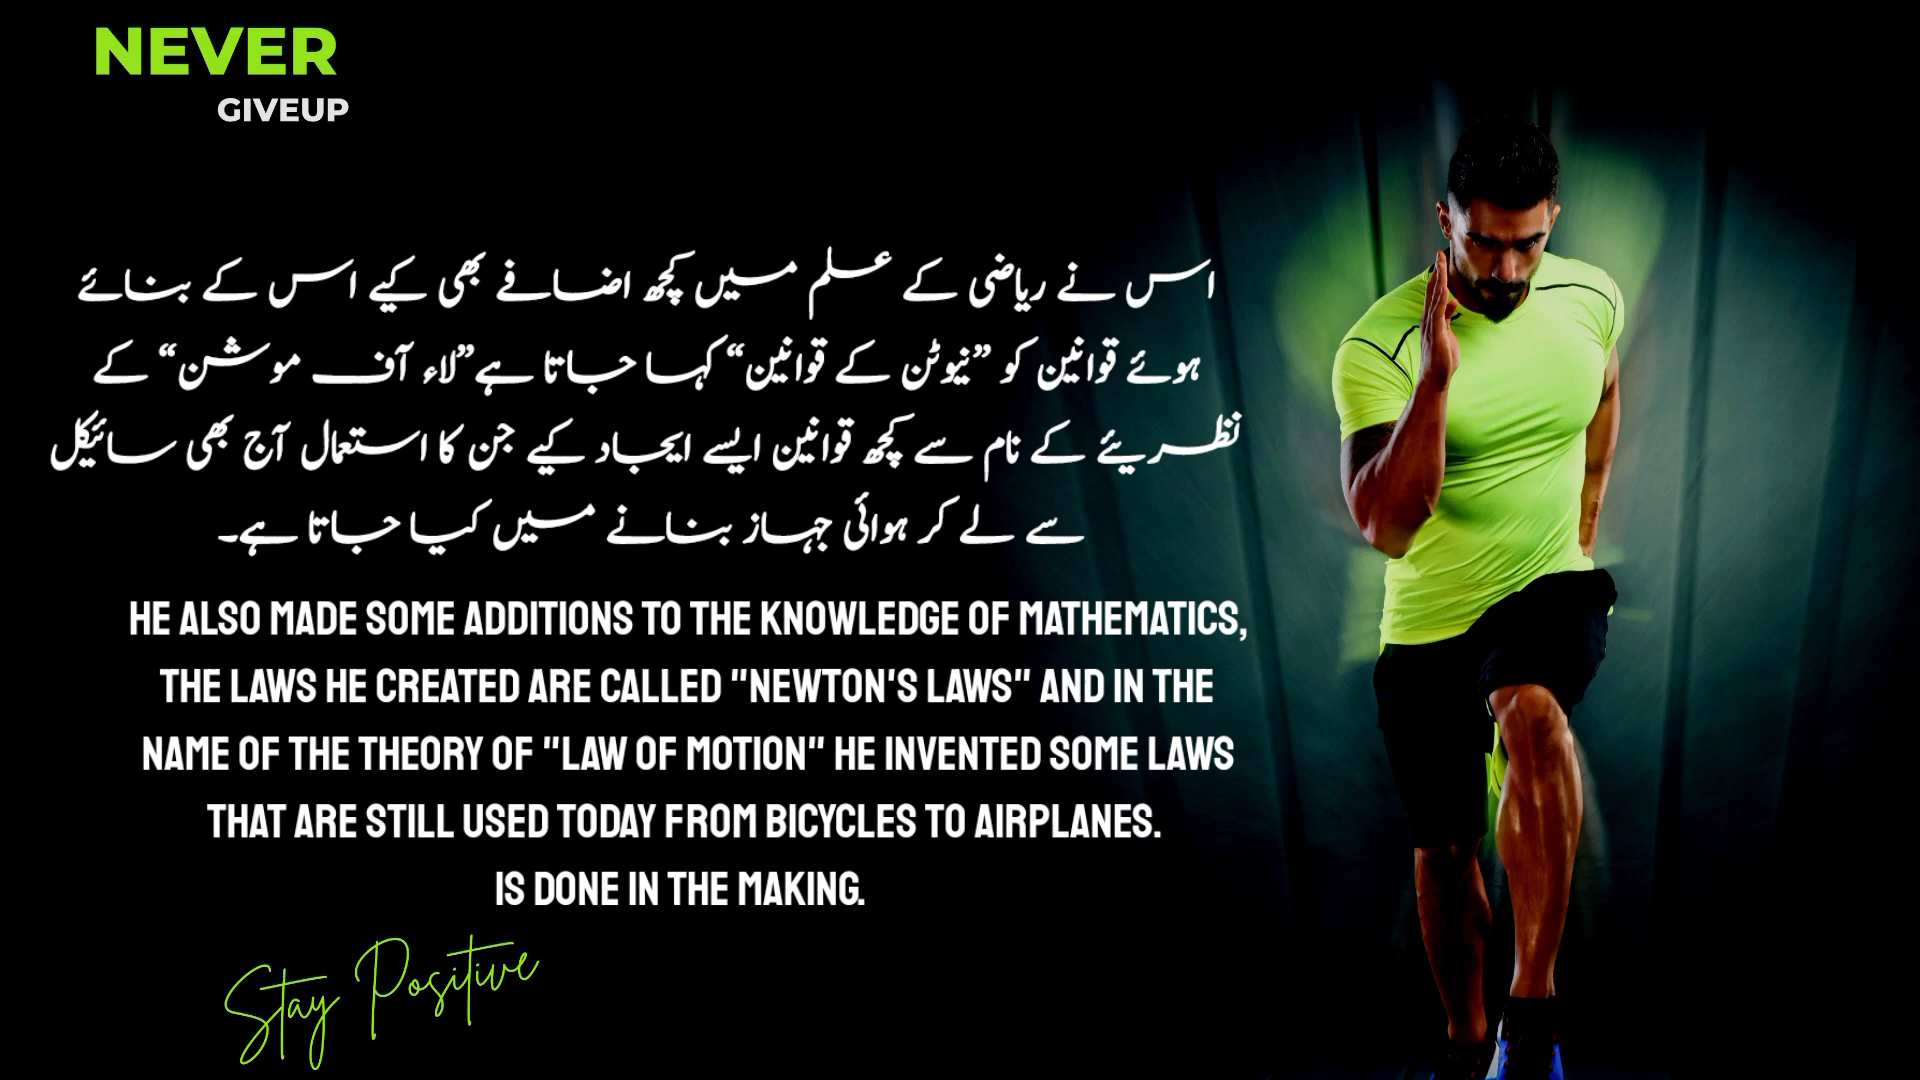 NEVER
GIVEUP
اس نے ریاضی کے علم میں کچھ اضافے بھی کیے اس کے بنائے
ہوئے قوانین کو ”نیوٹن کے قوانین“ کہا جاتا ہے”لاء آف موشن“ کے
نظریئے کے نام سے کچھ قوانین ایسے ایجاد کیے جن کا استعمال آج بھی سائیکل
سے لے کر ہوائی جہاز بنانے میں کیا جاتا ہے۔
HE ALSO MADE SOME ADDITIONS TO THE KNOWLEDGE OF MATHEMATICS,
THE LAWS HE CREATED ARE CALLED "NEWTON'S LAWS" AND IN THE
NAME OF THE THEORY OF "LAW OF MOTION" HE INVENTED SOME LAWS
THAT ARE STILL USED TODAY FROM BICYCLES TO AIRPLANES.
IS DONE IN THE MAKING.
Stay Positive